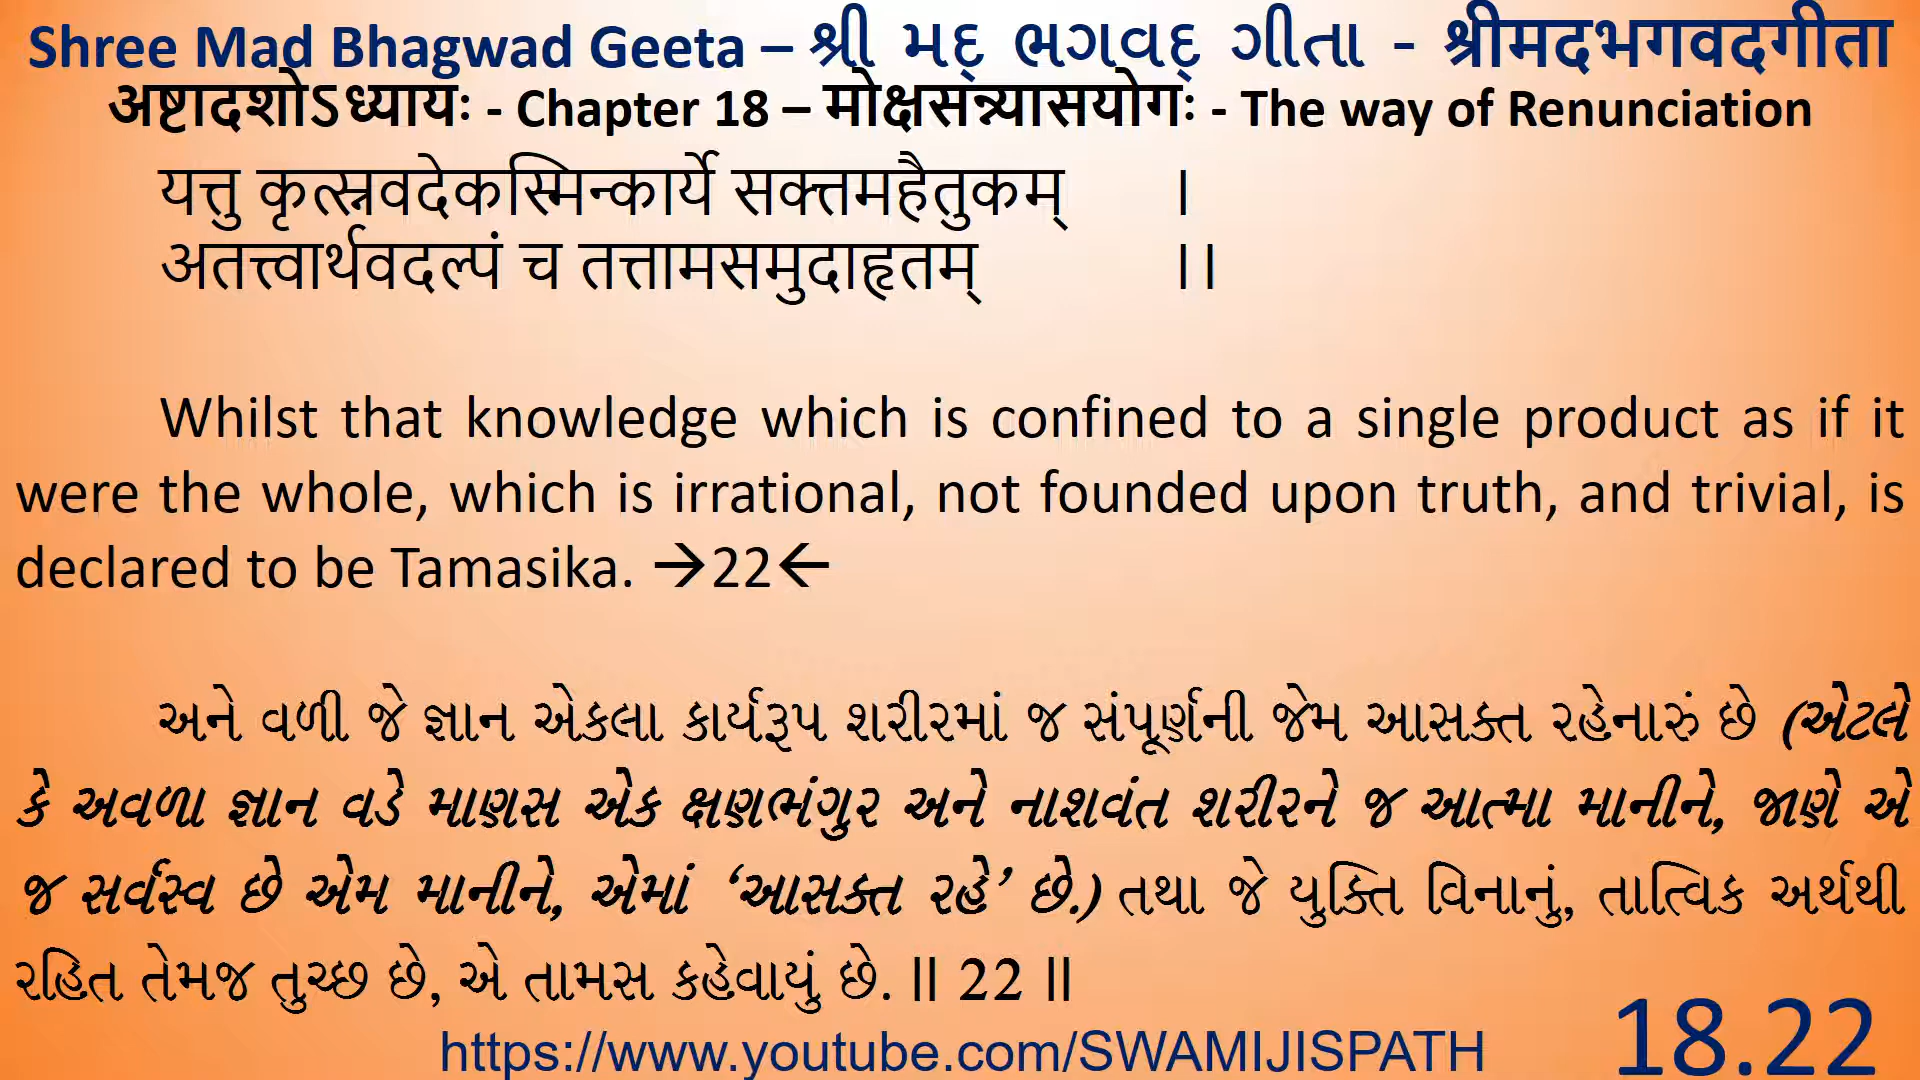 Shree Mad Bhagwad Geeta – શ્રી મદ્ ભગવદ્ ગીતા - श्रीमदभगवदगीता
अष्टादशोऽध्यायः - Chapter 18 – मोक्षसंन्यासयोगः - The way of Renunciation
यत्तु कृत्स्नवदेकस्मिन्कार्ये सक्तमहैतुकम् ।
अतत्त्वार्थवदल्पं च तत्तामसमुदाहृतम् ।।
Whilst that knowledge which is confined to a single product as if it
were the whole, which is irrational, not founded upon truth, and trivial, is
declared to be Tamasika. →22←
અને વળી જે જ્ઞાન એકલા કાર્યરૂપ શરીરમાં જ સંપૂર્ણની જેમ આસક્ત રહેનારું છે (એટલે
કે અવળા જ્ઞાન વડે માણસ એક ક્ષણભંગુર અને નાશવંત શરીરને જ આત્મા માનીને, જાણે એ
જ સર્વસ્વ છે એમ માનીને, એમાં ‘આસક્ત રહે’ છે.) તથા જે યુક્તિ વિનાનું, તાત્વિક અર્થથી
રહિત તેમજ તુચ્છ છે, એ તામસ કહેવાયું છે. || 22 ||
https://www.youtube.com/SWAMIJISPATH
18.22